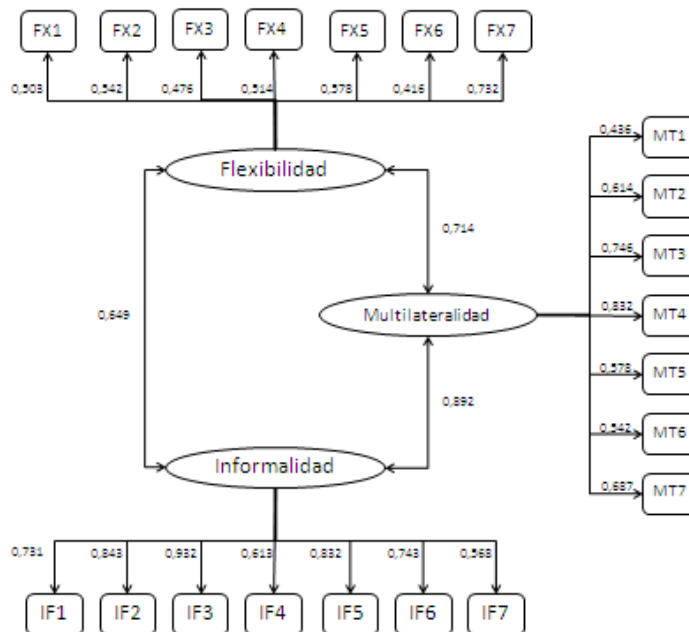 FX1 FX2 FX3 FX4 FX5 FX6 FX7
0,503 0,542 0,476 0,514 0,578 0,416 0,732
Flexibilidad
0,436 MT1
0,614 MT2
0,714
0,746 MT3
0,649
Multilateralidad
0,832 MT4
0,578 MT5
0,892
0,542 MT6
Informalidad
0,687 MT7
0,731 0,843 0,932 0,613 0,832 0,743 0,568
IF1 IF2 IF3 IF4 IF5 IF6 IF7